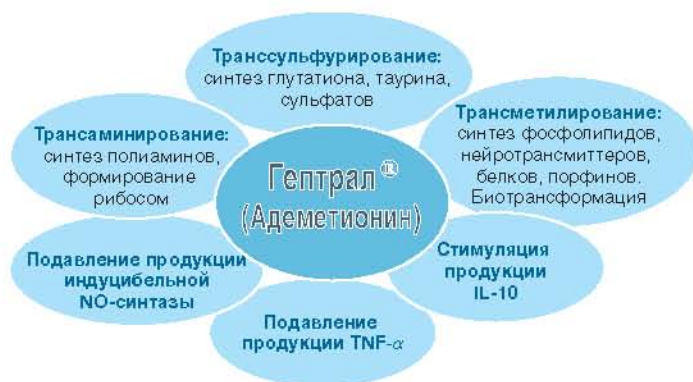 Транссульфурирование:
синтез глутатиона, таурина,
сульфатов
Трансаминирование:
синтез полиаминов,
формирование
рибосом
Трансметилирование:
синтез фосфолипидов,
нейротрансмиттеров,
белков, порфинов.
Биотрансформация
Гептрал®
(Адеметионин)
Подавление продукции
индуцибельной
NO-синтазы
Стимуляция
продукции
IL-10
Подавление
продукции TNF-α